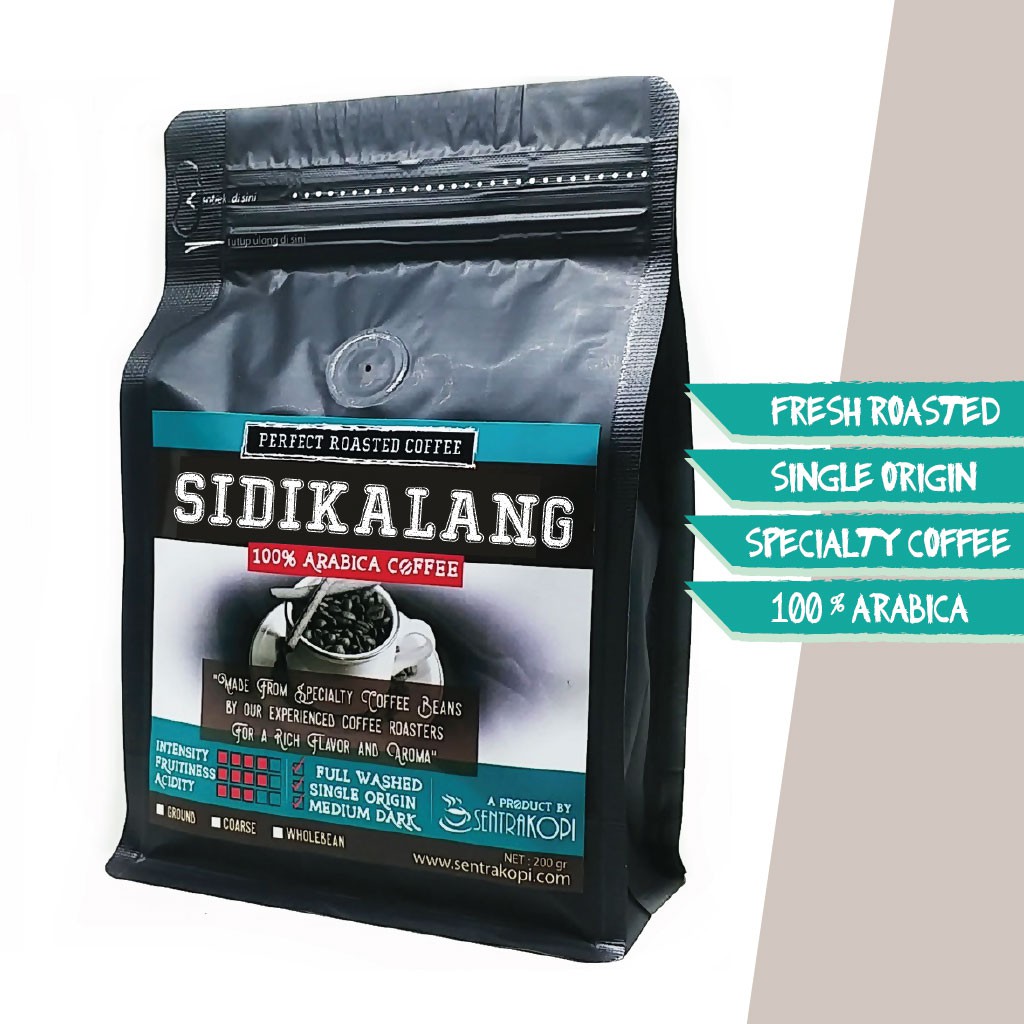 sobek di sini
tutup ulang di sini
PERFECT ROASTED COFFEE
SIDIKALANG
100% ARABICA COFFEE
"MADE FROM SPECIALTY COFFEE BEANS
BY OUR EXPERIENCED COFFEE ROASTERS
FOR A RICH FLAVOR AND AROMA"
INTENSITY
FRUITINESS
ACIDITY
FULL WASHED
SINGLE ORIGIN
MEDIUM DARK
A PRODUCT BY
SENTRAKOPI
GROUND
COARSE
WHOLEBEAN
NET : 200 gr
www.sentrakopi.com
FRESH ROASTED
SINGLE ORIGIN
SPECIALTY COFFEE
100 % ARABICA